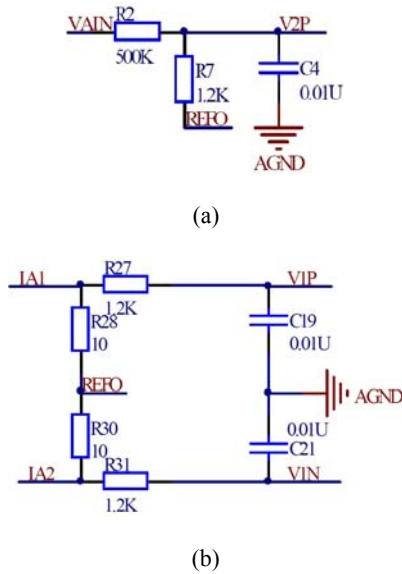 VAIN R2 V2P
500K
R7 C4
1.2K 0.01U
REFO
AGND
(a)
IA1 R27 V1P
1.2K
R28 C19
10 0.01U
REFO
AGND
R30 0.01U
10 C21
IA2 R31 V1N
1.2K
(b)